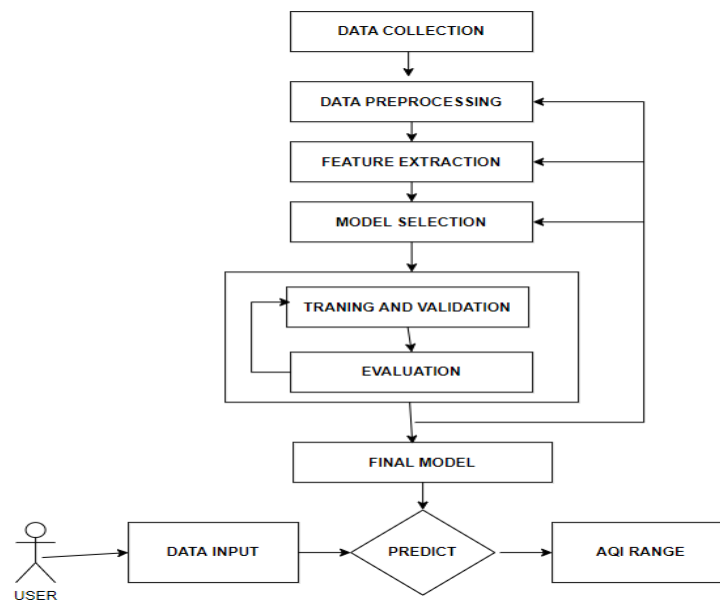 DATA COLLECTION
DATA PREPROCESSING
FEATURE EXTRACTION
MODEL SELECTION
TRANING AND VALIDATION
EVALUATION
FINAL MODEL
DATA INPUT
PREDICT
AQI RANGE
USER